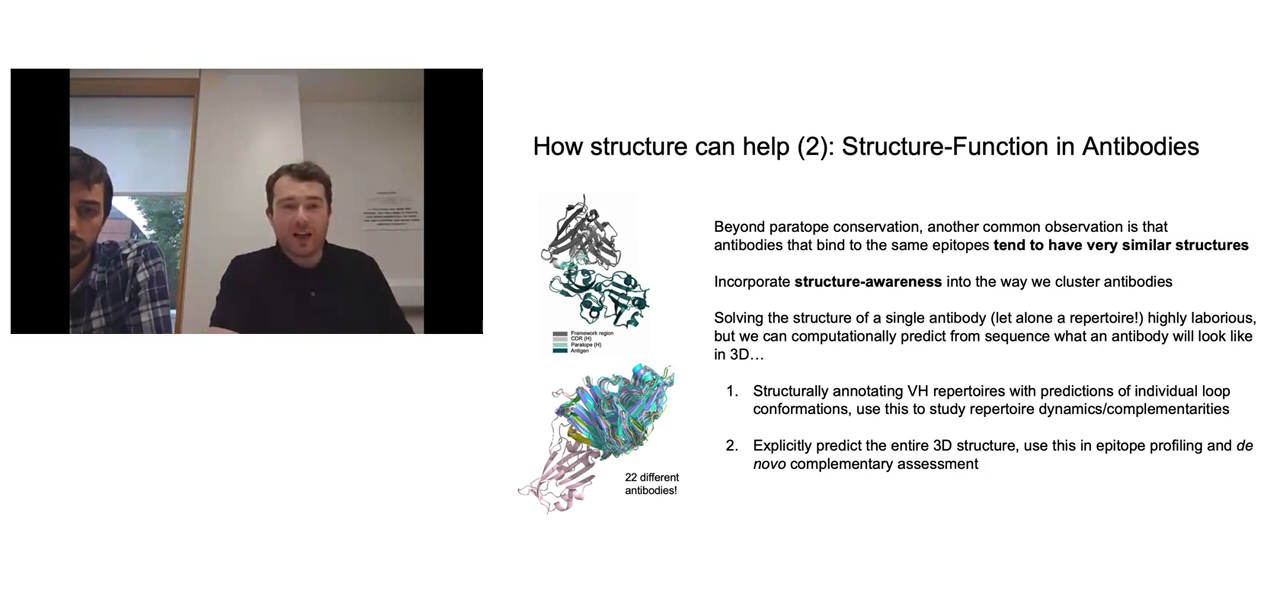 How structure can help (2): Structure-Function in Antibodies
Beyond paratope conservation, another common observation is that
antibodies that bind to the same epitopes tend to have very similar structures
Incorporate structure-awareness into the way we cluster antibodies
Solving the structure of a single antibody (let alone a repertoire!) highly laborious,
but we can computationally predict from sequence what an antibody will look like
in 3D…
1. Structurally annotating VH repertoires with predictions of individual loop
conformations, use this to study repertoire dynamics/complementarities
2. Explicitly predict the entire 3D structure, use this in epitope profiling and de
novo complementary assessment
Framework region
CDR (H)
Paratope (H)
Antigen
22 different
antibodies!